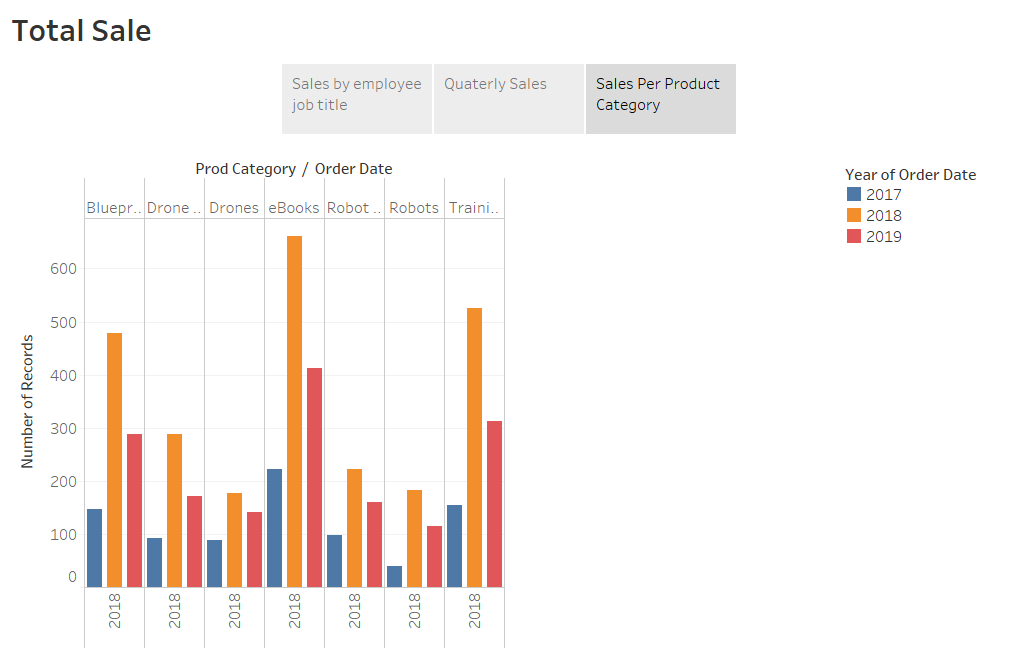 Total Sale
Sales by employee job title
Quaterly Sales
Sales Per Product Category
Prod Category / Order Date
Year of Order Date
2017
2018
2019
Bluepr.. Drone .. Drones eBooks Robot .. Robots Traini..
Number of Records
600
500
400
300
200
100
0
2018 2018 2018 2018 2018 2018 2018